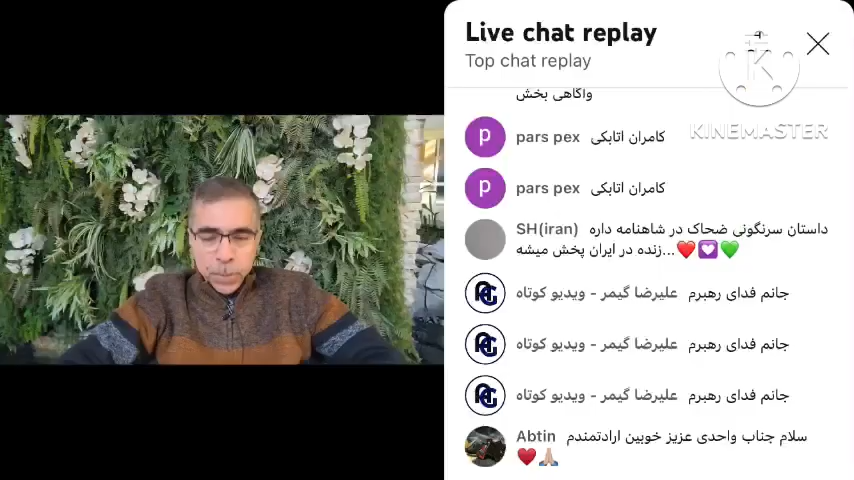 Live chat replay
Top chat replay
KINEMASTER
واگاهی بخش
pars pex کامران اتابکی
pars pex کامران اتابکی
SH(iran) داستان سرنگونی ضحاک در شاهنامه داره
زنده در ایران پخش میشه...❤️💟💚
علیرضا گیمر - ویدیو کوتاه جانم فدای رهبرم
علیرضا گیمر - ویدیو کوتاه جانم فدای رهبرم
علیرضا گیمر - ویدیو کوتاه جانم فدای رهبرم
Abtin سلام جناب واحدی عزیز خوبین ارادتمندم
♥️🙏🏼